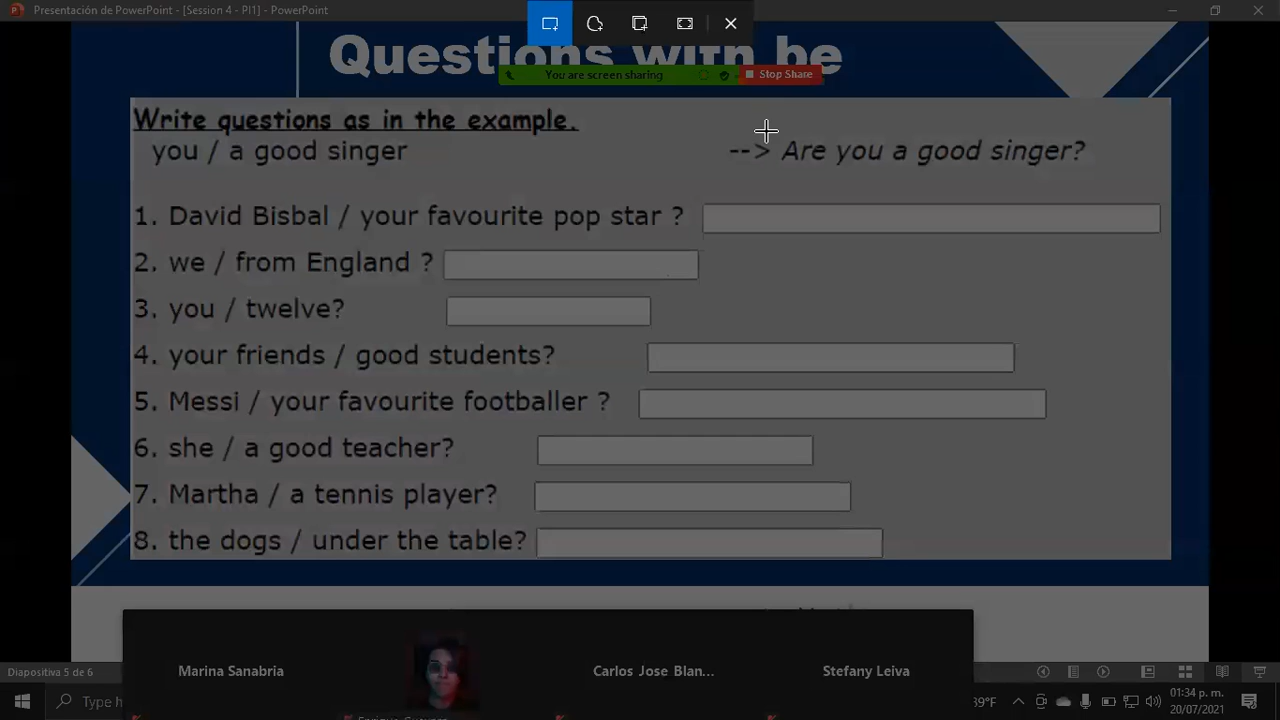 Presentación de PowerPoint - [Session 4 - PI1] - PowerPoint
Questions with be
You are screen sharing
Stop Share
Write questions as in the example.
you / a good singer --> Are you a good singer?
1. David Bisbal / your favourite pop star ?
2. we / from England ?
3. you / twelve?
4. your friends / good students?
5. Messi / your favourite footballer ?
6. she / a good teacher?
7. Martha / a tennis player?
8. the dogs / under the table?
Marina Sanabria
Carlos Jose Blan...
Stefany Leiva
Diapositiva 5 de 6
Type h
39°F
01:34 p. m.
20/07/2021